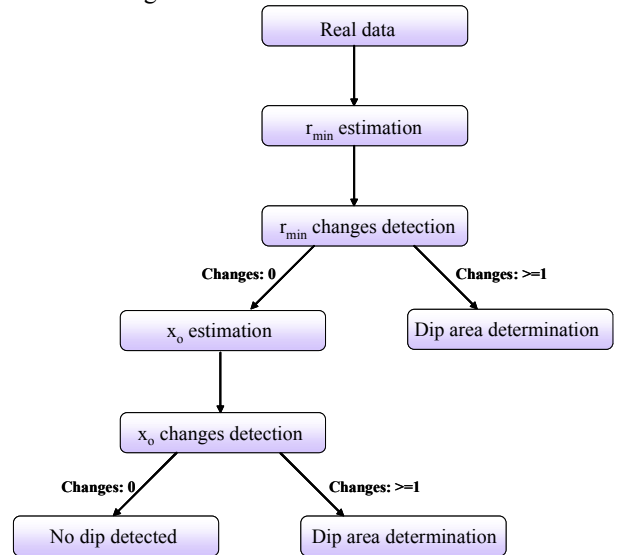 Real data
r_min estimation
r_min changes detection
Changes: 0
Changes: >=1
x_o estimation
Dip area determination
x_o changes detection
Changes: 0
Changes: >=1
No dip detected
Dip area determination